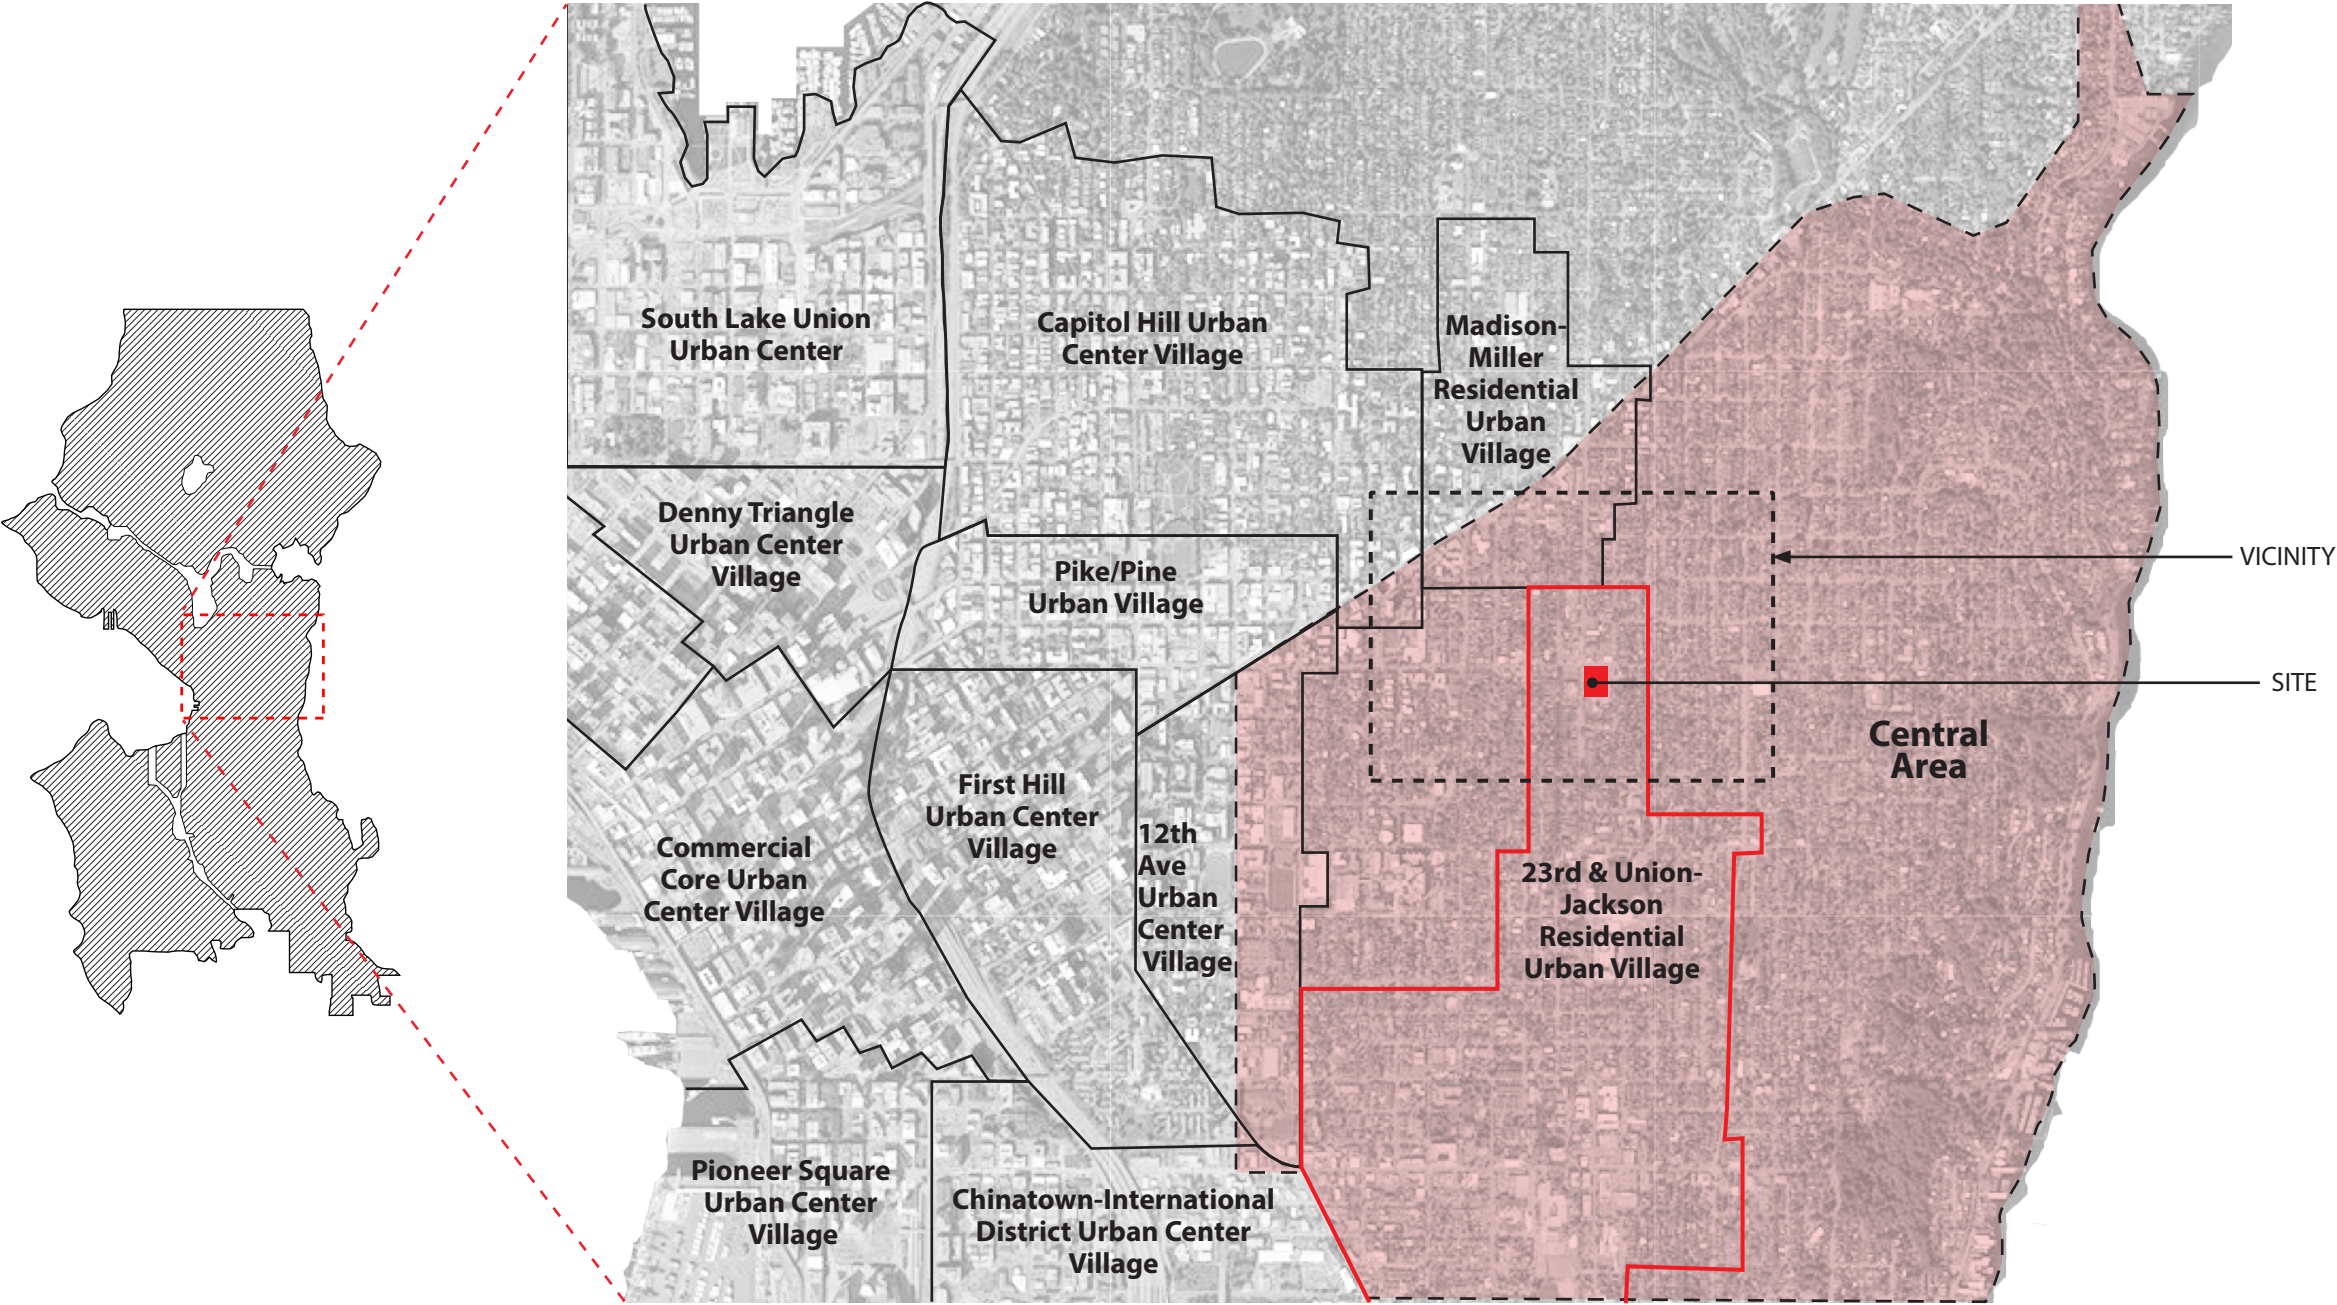 South Lake Union
Urban Center
Capitol Hill Urban
Center Village
Madison-
Miller
Residential
Urban
Village
Denny Triangle
Urban Center
Village
Pike/Pine
Urban Village
VICINITY
SITE
Central
Area
First Hill
Urban Center
Village
12th
Ave
Urban
Center
Village
Commercial
Core Urban
Center Village
23rd & Union-
Jackson
Residential
Urban Village
Pioneer Square
Urban Center
Village
Chinatown-International
District Urban Center
Village